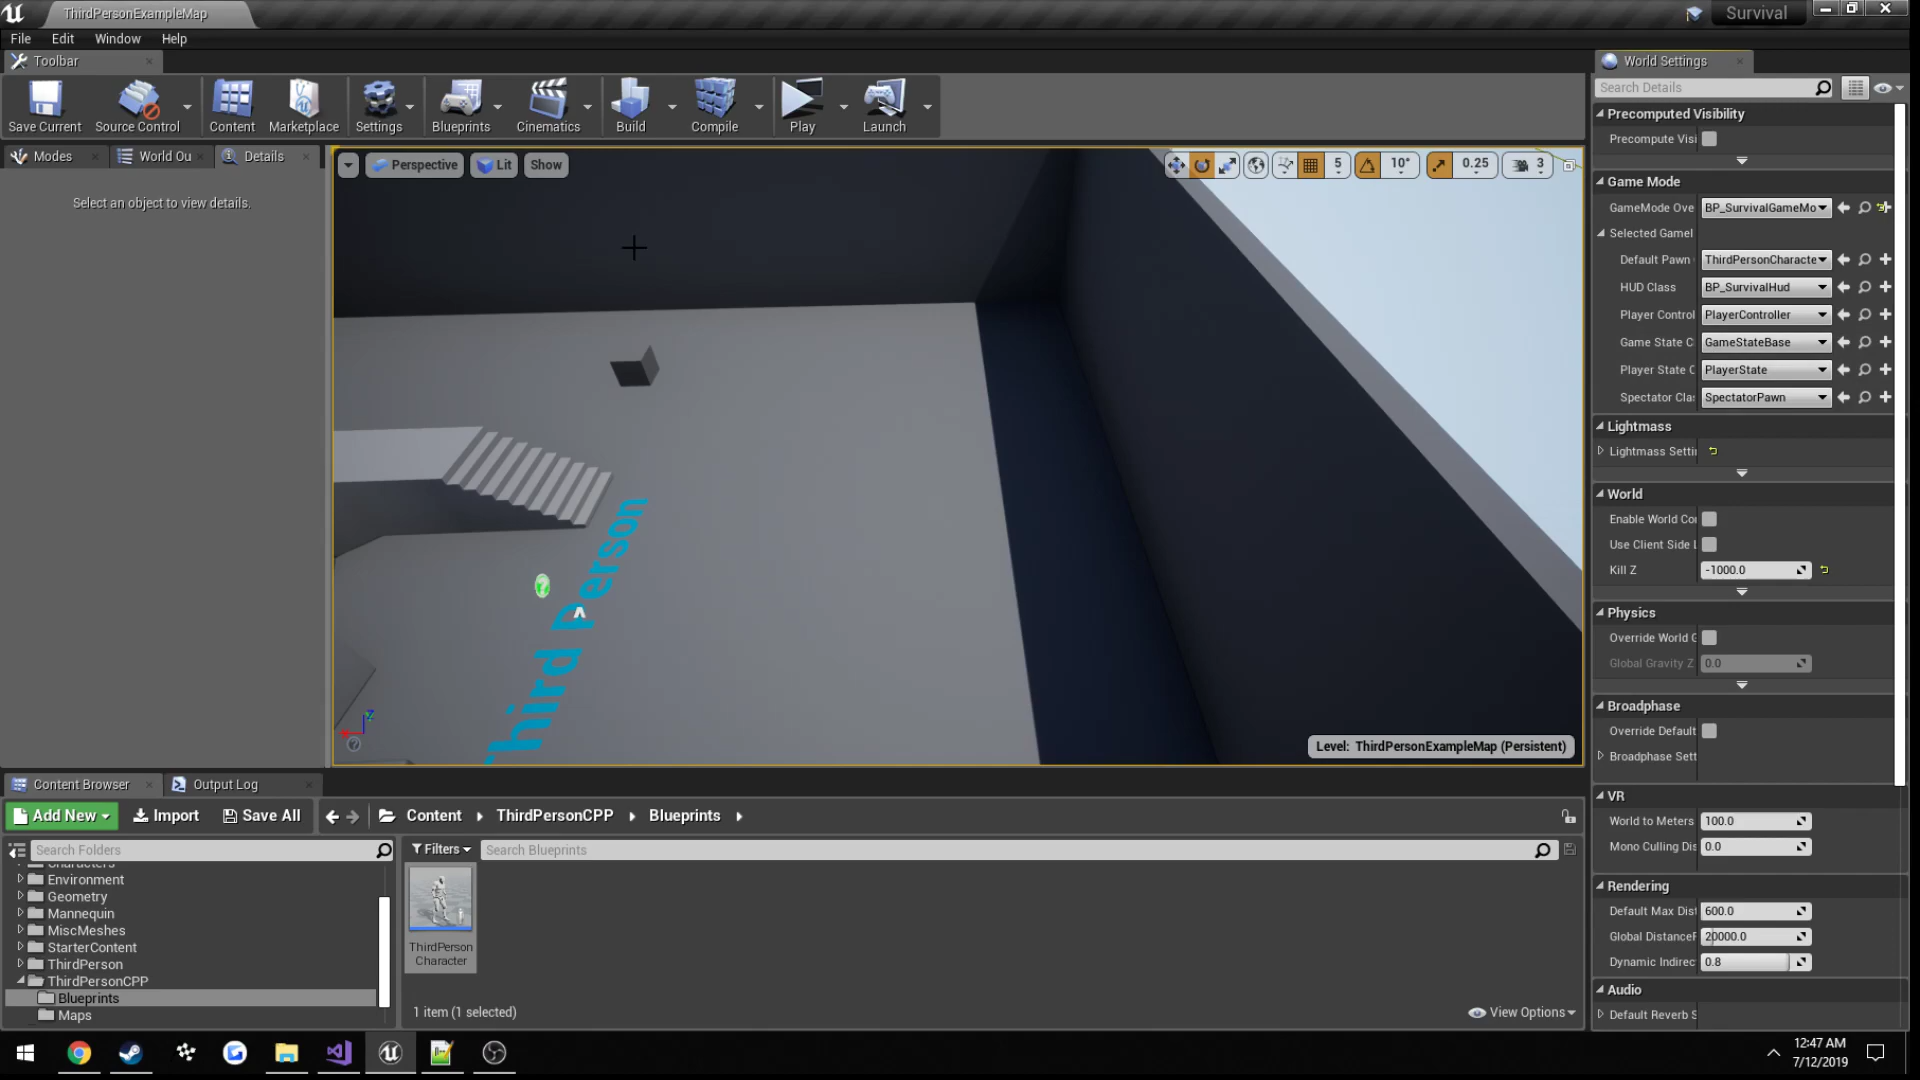 ThirdPersonExampleMap
Survival
File Edit Window Help
Toolbar
World Settings
Save Current
Source Control
Content
Marketplace
Settings
Blueprints
Cinematics
Build
Compile
Play
Launch
Search Details
Precomputed Visibility
Precompute Visi
Modes
World Ou
Details
Select an object to view details.
Perspective
Lit
Show
5
10°
0.25
3
Game Mode
GameMode Ove BP_SurvivalGameMo
Selected GameI
Default Pawn ThirdPersonCharacte
HUD Class BP_SurvivalHud
Player Control PlayerController
Game State C GameStateBase
Player State C PlayerState
Spectator Cla SpectatorPawn
Lightmass
Lightmass Setti
World
Enable World Co
Use Client Side L
Kill Z -1000.0
Physics
Override World G
Global Gravity Z 0.0
Broadphase
Override Default
Broadphase Sett
VR
World to Meters 100.0
Mono Culling Dis 0.0
Rendering
Default Max Dist 600.0
Global DistanceF 20000.0
Dynamic Indirec 0.8
Audio
Default Reverb S
hird Person
Level: ThirdPersonExampleMap (Persistent)
Content Browser
Output Log
Add New
Import
Save All
Content
ThirdPersonCPP
Blueprints
Search Folders
Filters
Search Blueprints
Characters
Environment
Geometry
Mannequin
MiscMeshes
StarterContent
ThirdPerson
ThirdPersonCPP
Blueprints
Maps
ThirdPerson
Character
1 item (1 selected)
View Options
12:47 AM
7/12/2019